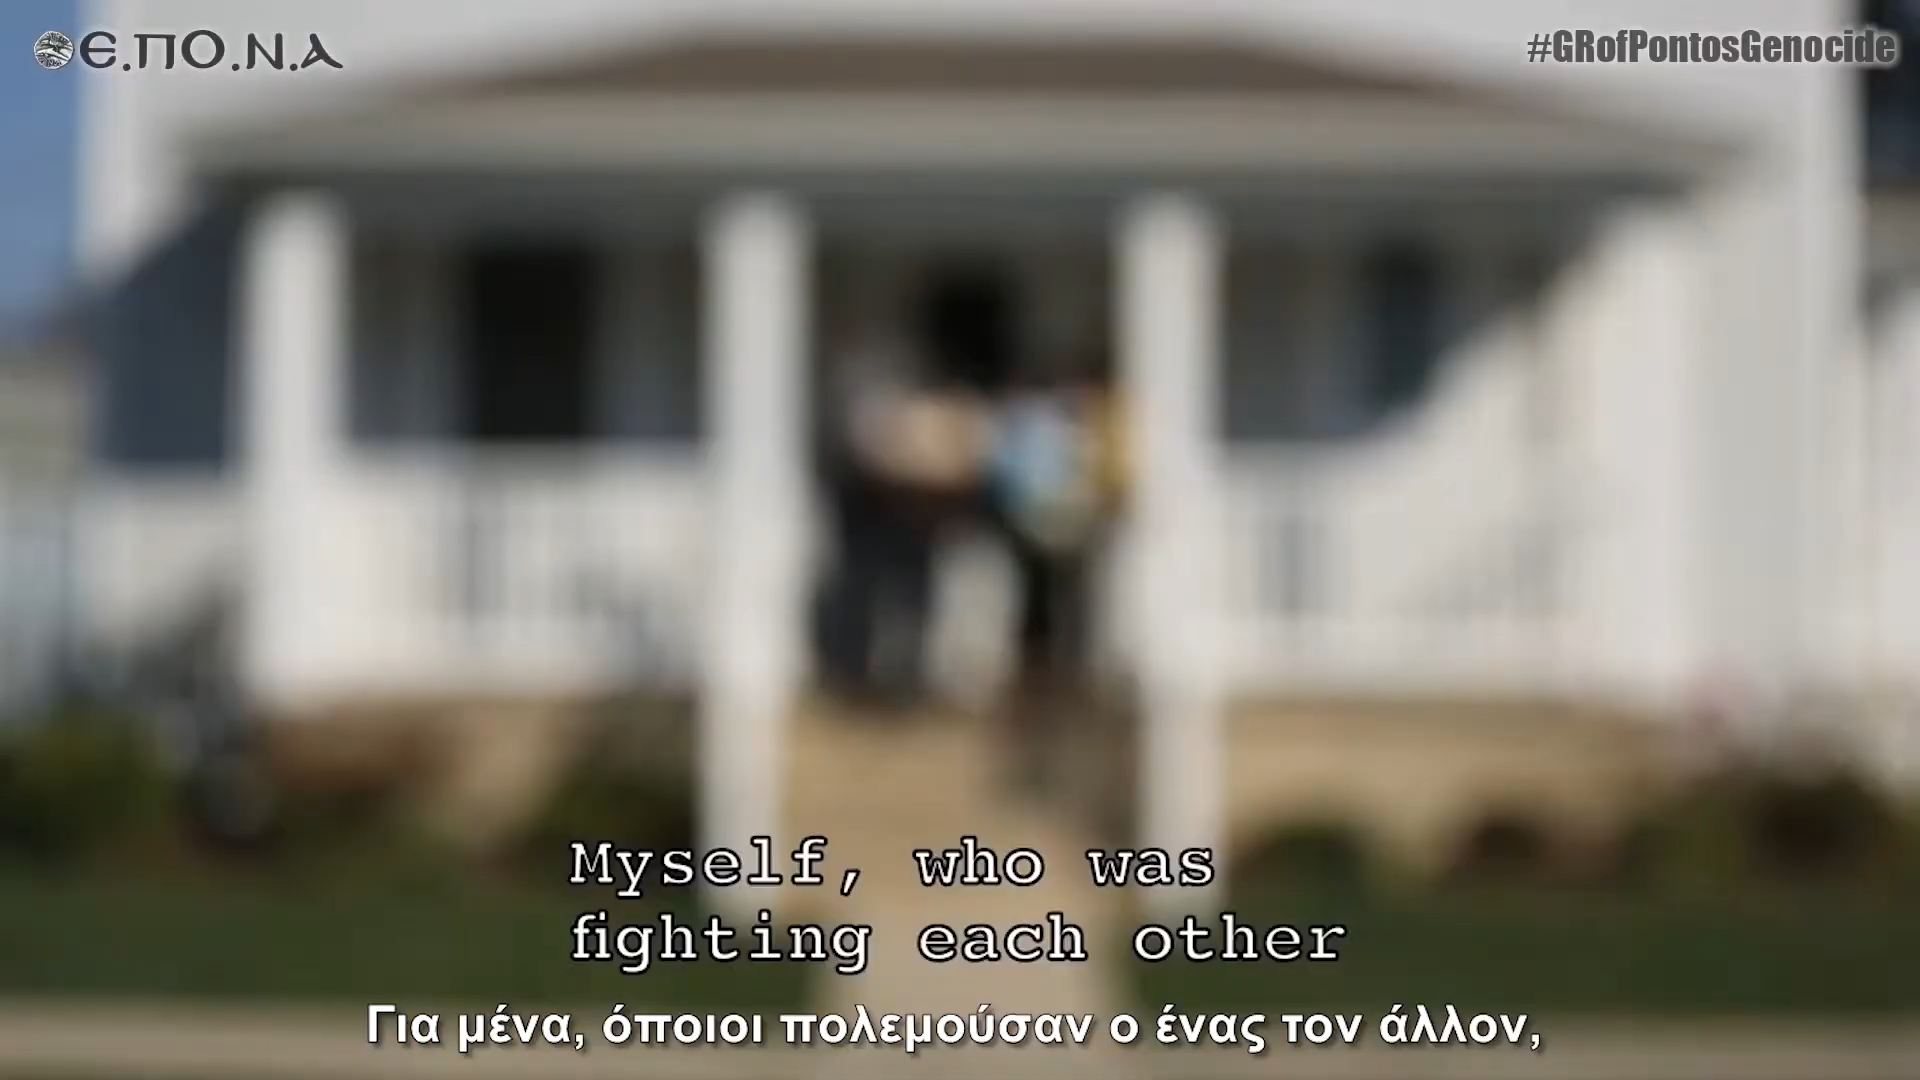 Є.ΠΟ.Ν.Α
#GRofPontosGenocide
Myself, who was
fighting each other
Για μένα, όποιοι πολεμούσαν ο ένας τον άλλον,